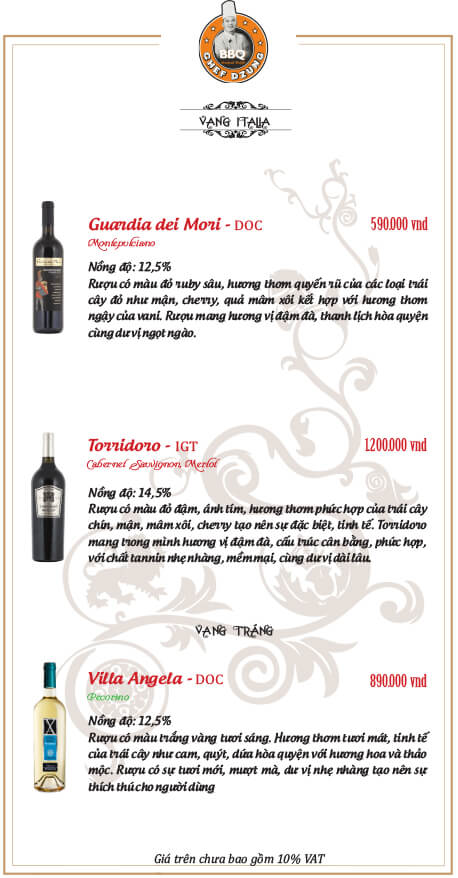 BBQ
CHEF DZUNG
VANG ITALIA
Guardia dei Mori - DOC
590.000 vnd
Montepulciano
Nồng độ: 12,5%
Rượu có màu đỏ ruby sâu, hương thơm quyến rũ của các loại trái
cây đỏ như mận, cherry, quả mâm xôi kết hợp với hương thơm
ngậy của vani. Rượu mang hương vị đậm đà, thanh lịch hòa quyện
cùng dư vị ngọt ngào.
Torridoro - IGT
1.200.000 vnd
Cabernet Sauvignon, Merlot
Nồng độ: 14,5%
Rượu có màu đỏ đậm, ánh tím, hương thơm phức hợp của trái cây
chín, mận, mâm xôi, cherry tạo nên sự đặc biệt, tinh tế. Torridoro
mang trong mình hương vị đậm đà, cấu trúc cân bằng, phức hợp,
với chất tannin nhẹ nhàng, mềm mại, cùng dư vị dài lâu.
VANG TRẮNG
Villa Angela - DOC
890.000 vnd
Pecorino
Nồng độ: 12,5%
Rượu có màu trắng vàng tươi sáng. Hương thơm tươi mát, tinh tế
của trái cây như cam, quýt, dứa hòa quyện với hương hoa và thảo
mộc. Rượu có sự tươi mới, mượt mà, dư vị nhẹ nhàng tạo nên sự
thích thú cho người dùng
Giá trên chưa bao gồm 10% VAT